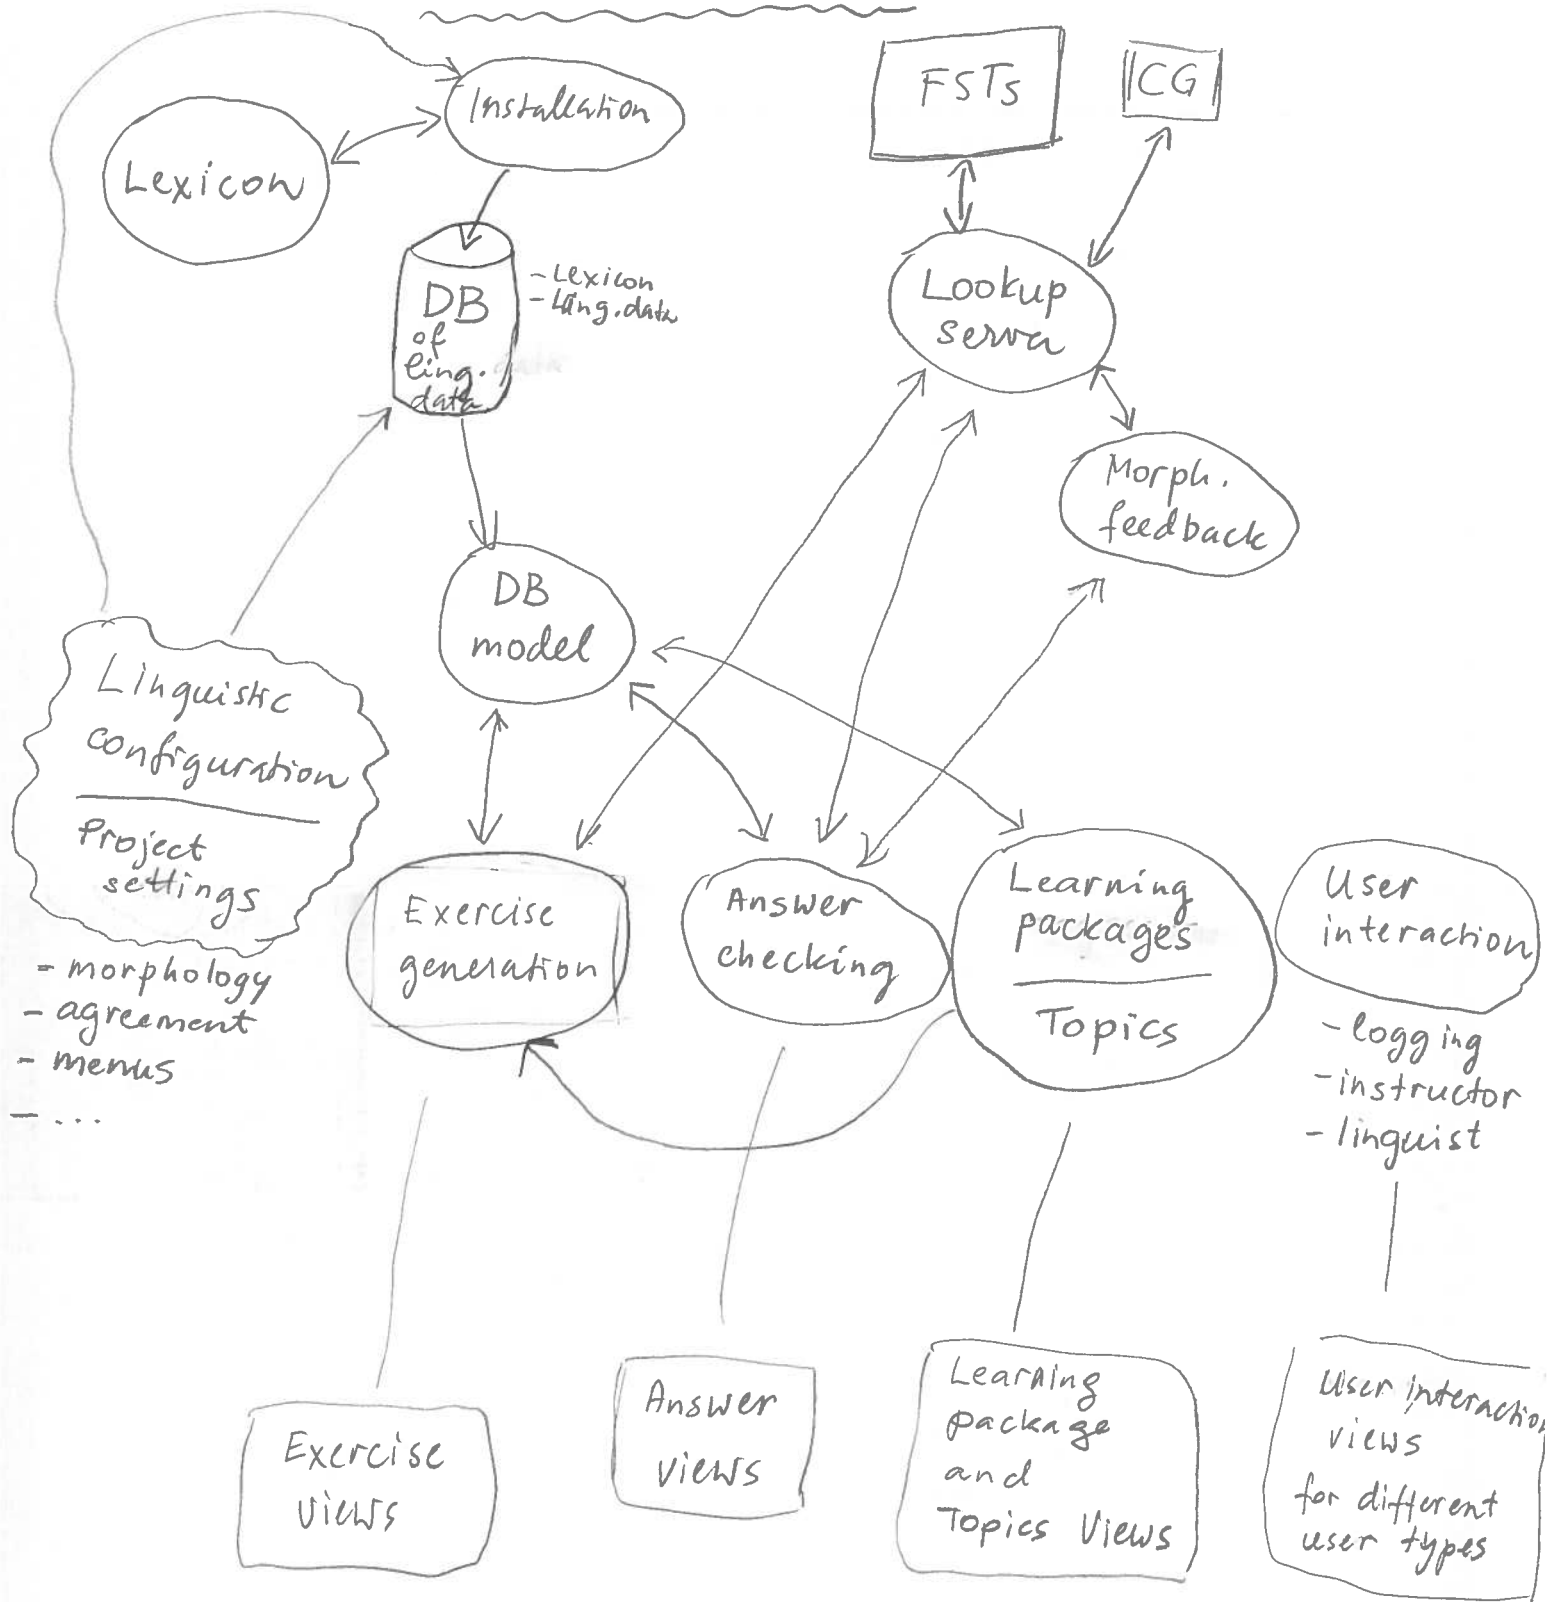 Installation
FSTs
ICG
Lexicon
DB
of
ling.
data
- Lexicon
- Ling.data
Lookup
server
Morph.
feedback
DB
model
Linguistic
configuration
Project
settings
- morphology
- agreement
- menus
- ...
Exercise
generation
Answer
checking
Learning
packages
Topics
User
interaction
- logging
- instructor
- linguist
Exercise
views
Answer
views
Learning
package
and
Topics Views
User interaction
views
for different
user types